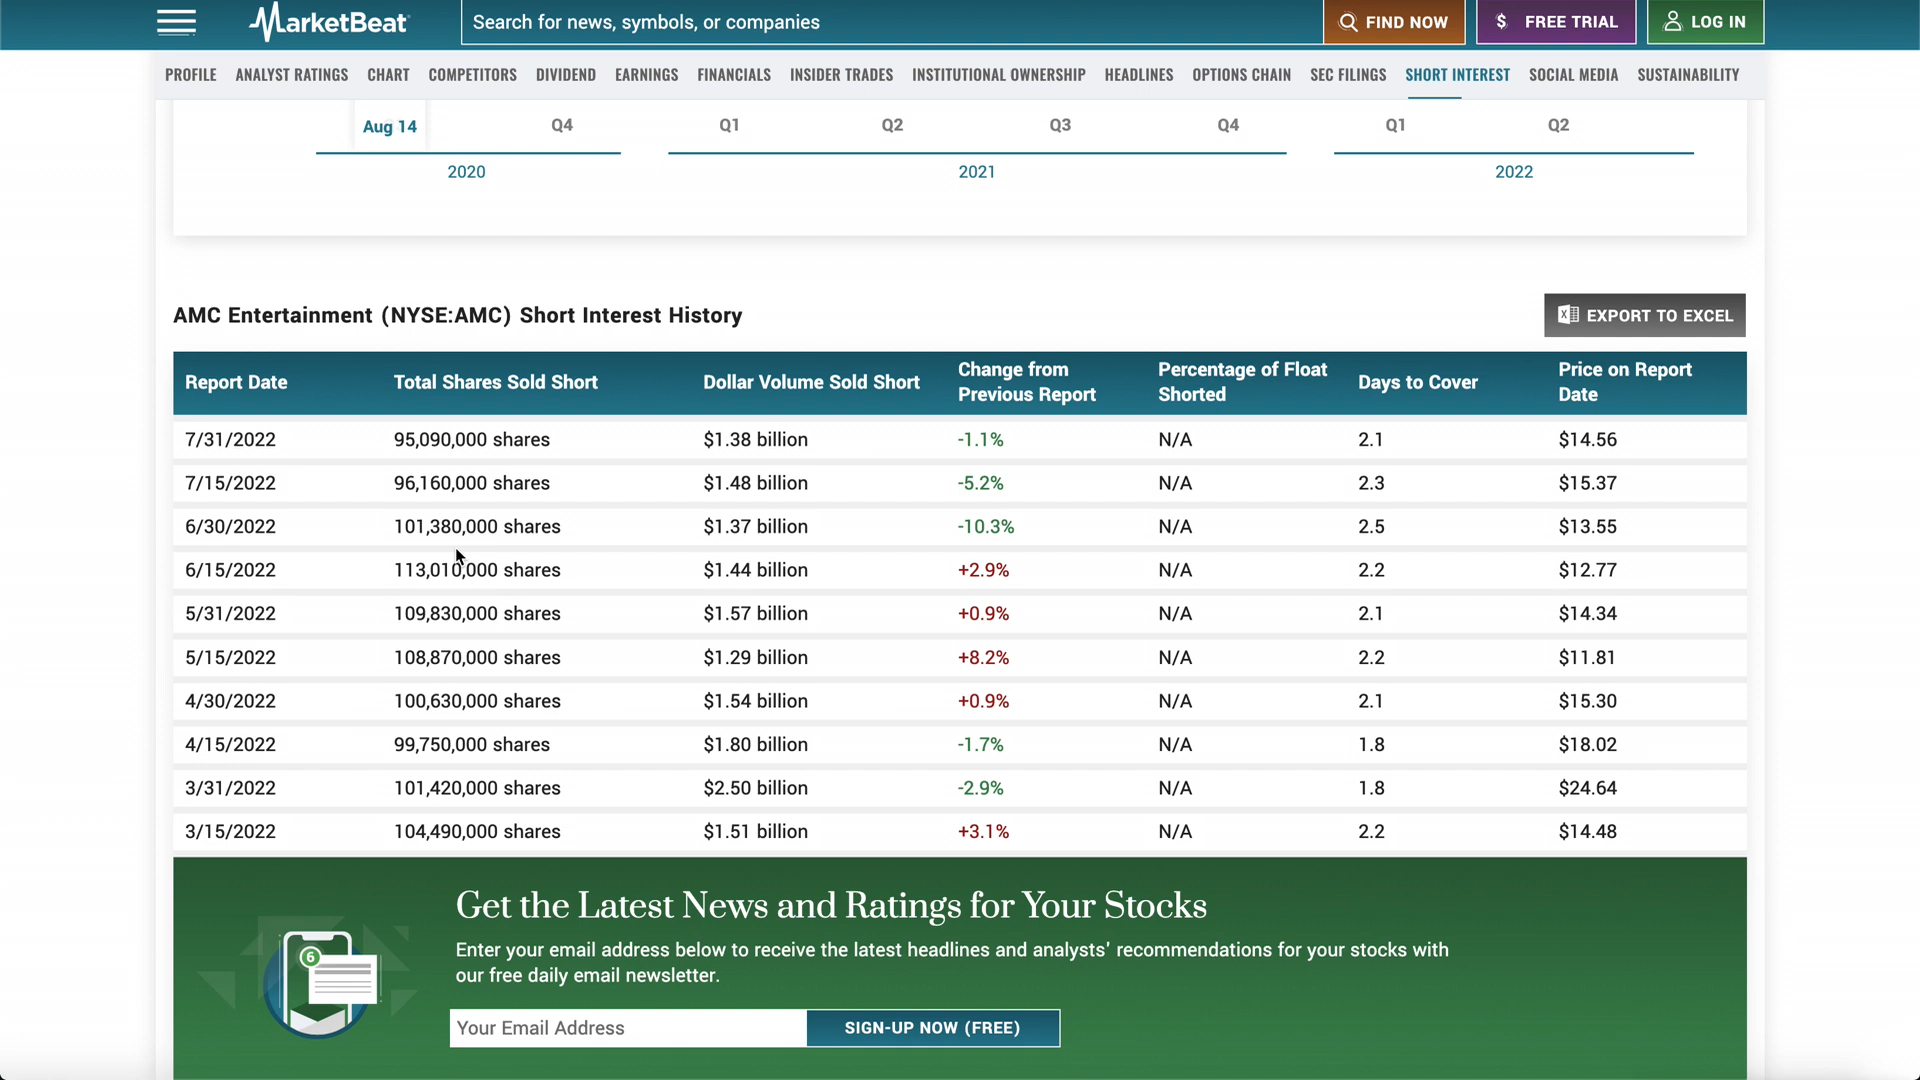 MarketBeat
Search for news, symbols, or companies
FIND NOW
$ FREE TRIAL
LOG IN
PROFILE ANALYST RATINGS CHART COMPETITORS DIVIDEND EARNINGS FINANCIALS INSIDER TRADES INSTITUTIONAL OWNERSHIP HEADLINES OPTIONS CHAIN SEC FILINGS SHORT INTEREST SOCIAL MEDIA SUSTAINABILITY
Aug 14 Q4 Q1 Q2 Q3 Q4 Q1 Q2
2020 2021 2022
AMC Entertainment (NYSE:AMC) Short Interest History
X EXPORT TO EXCEL
Report Date Total Shares Sold Short Dollar Volume Sold Short Change from Previous Report Percentage of Float Shorted Days to Cover Price on Report Date
7/31/2022 95,090,000 shares $1.38 billion -1.1% N/A 2.1 $14.56
7/15/2022 96,160,000 shares $1.48 billion -5.2% N/A 2.3 $15.37
6/30/2022 101,380,000 shares $1.37 billion -10.3% N/A 2.5 $13.55
6/15/2022 113,010,000 shares $1.44 billion +2.9% N/A 2.2 $12.77
5/31/2022 109,830,000 shares $1.57 billion +0.9% N/A 2.1 $14.34
5/15/2022 108,870,000 shares $1.29 billion +8.2% N/A 2.2 $11.81
4/30/2022 100,630,000 shares $1.54 billion +0.9% N/A 2.1 $15.30
4/15/2022 99,750,000 shares $1.80 billion -1.7% N/A 1.8 $18.02
3/31/2022 101,420,000 shares $2.50 billion -2.9% N/A 1.8 $24.64
3/15/2022 104,490,000 shares $1.51 billion +3.1% N/A 2.2 $14.48
Get the Latest News and Ratings for Your Stocks
Enter your email address below to receive the latest headlines and analysts' recommendations for your stocks with
our free daily email newsletter.
6
Your Email Address
SIGN-UP NOW (FREE)